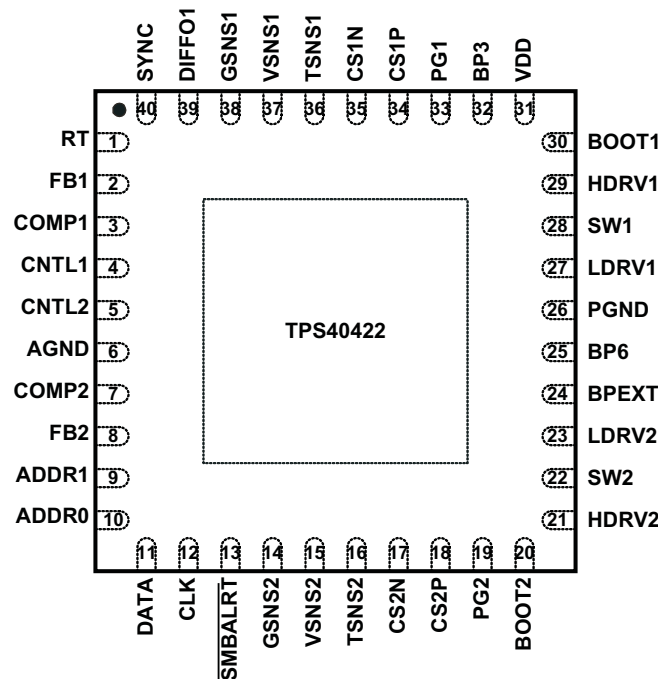 SYNC
DIFFO1
GSNS1
VSNS1
TSNS1
CS1N
CS1P
PG1
BP3
VDD
40
39
38
37
36
35
34
33
32
31
RT 1
FB1 2
COMP1 3
CNTL1 4
CNTL2 5
AGND 6
COMP2 7
FB2 8
ADDR1 9
ADDR0 10
TPS40422
30 BOOT1
29 HDRV1
28 SW1
27 LDRV1
26 PGND
25 BP6
24 BPEXT
23 LDRV2
22 SW2
21 HDRV2
11
12
13
14
15
16
17
18
19
20
DATA
CLK
SMBALRT
GSNS2
VSNS2
TSNS2
CS2N
CS2P
PG2
BOOT2